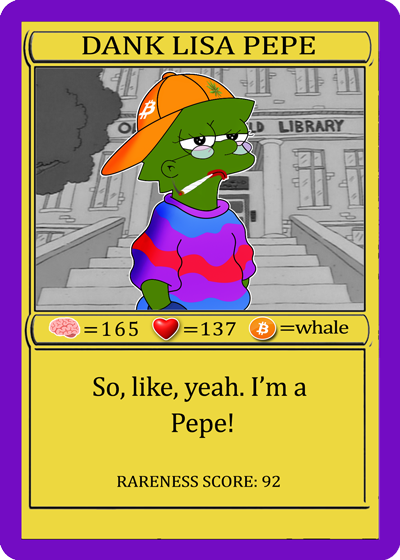 DANK LISA PEPE
LIBRARY
=165 =137 ₿=whale
So, like, yeah. I'm a
Pepe!
RARENESS SCORE: 92